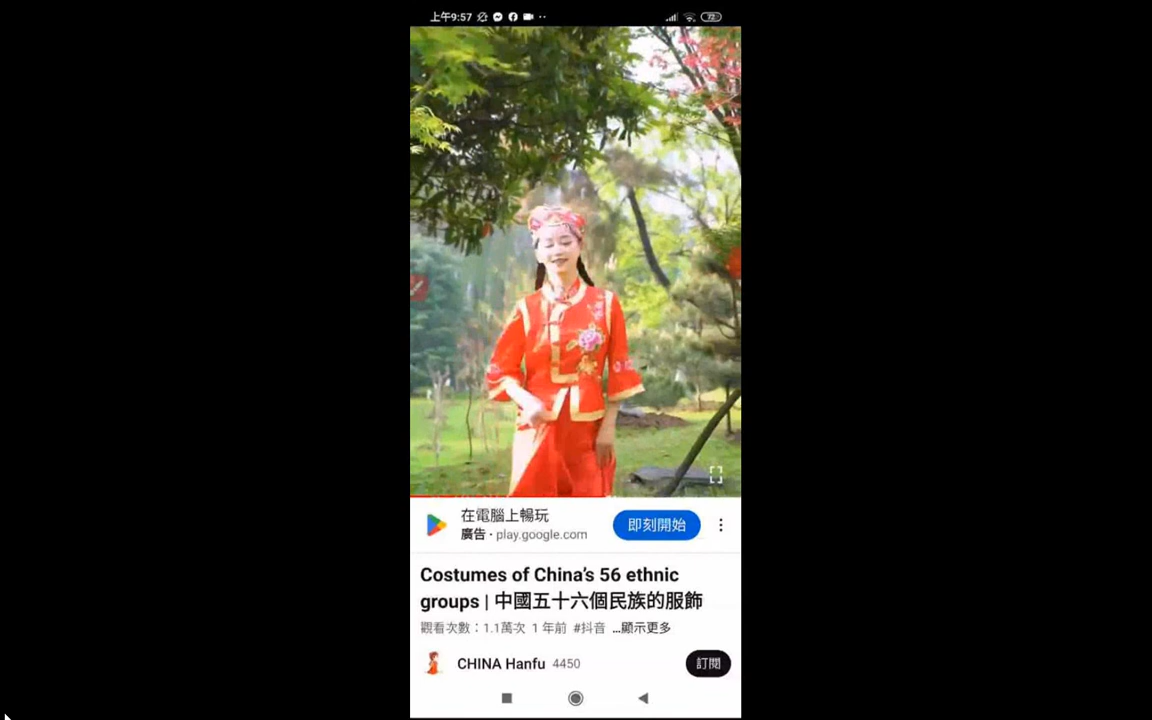 上午9:57
72
在電腦上暢玩
廣告 · play.google.com
即刻開始
Costumes of China's 56 ethnic
groups | 中國五十六個民族的服飾
觀看次數：1.1萬次 1 年前 #抖音 ...顯示更多
CHINA Hanfu 4450
訂閱